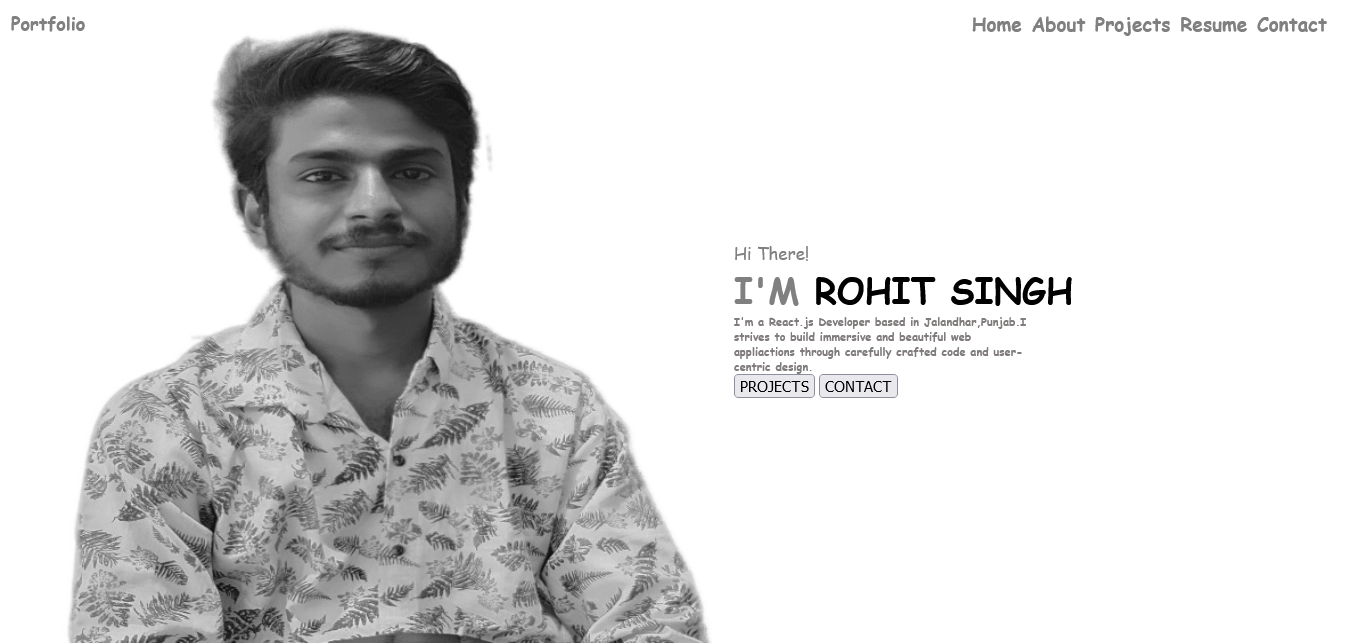 Portfolio
Home About Projects Resume Contact
Hi There!
I'M ROHIT SINGH
I'm a React.js Developer based in Jalandhar,Punjab.I
strives to build immersive and beautiful web
appliactions through carefully crafted code and user-
centric design.
PROJECTS CONTACT